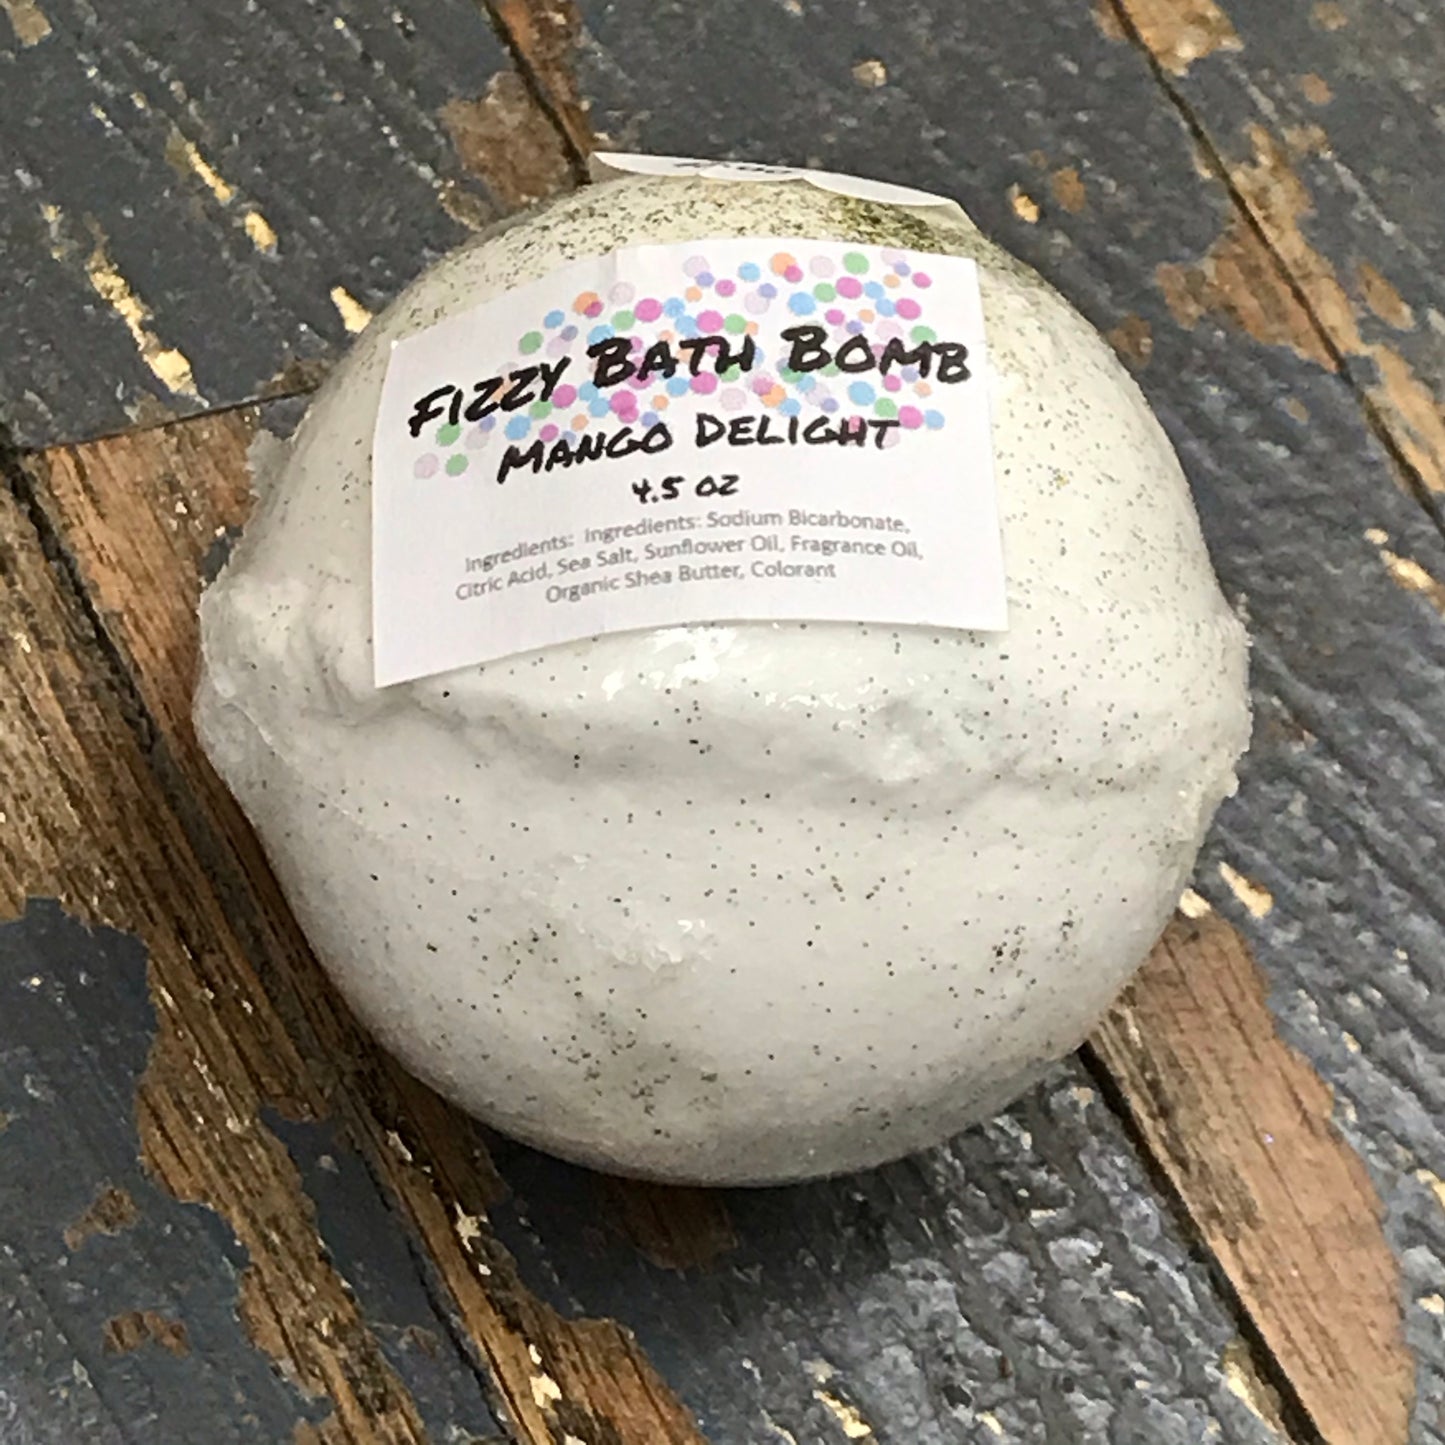 FIZZY BATH BOMB
MANGO DELIGHT
4.5 OZ
Ingredients: Ingredients: Sodium Bicarbonate,
Citric Acid, Sea Salt, Sunflower Oil, Fragrance Oil,
Organic Shea Butter, Colorant